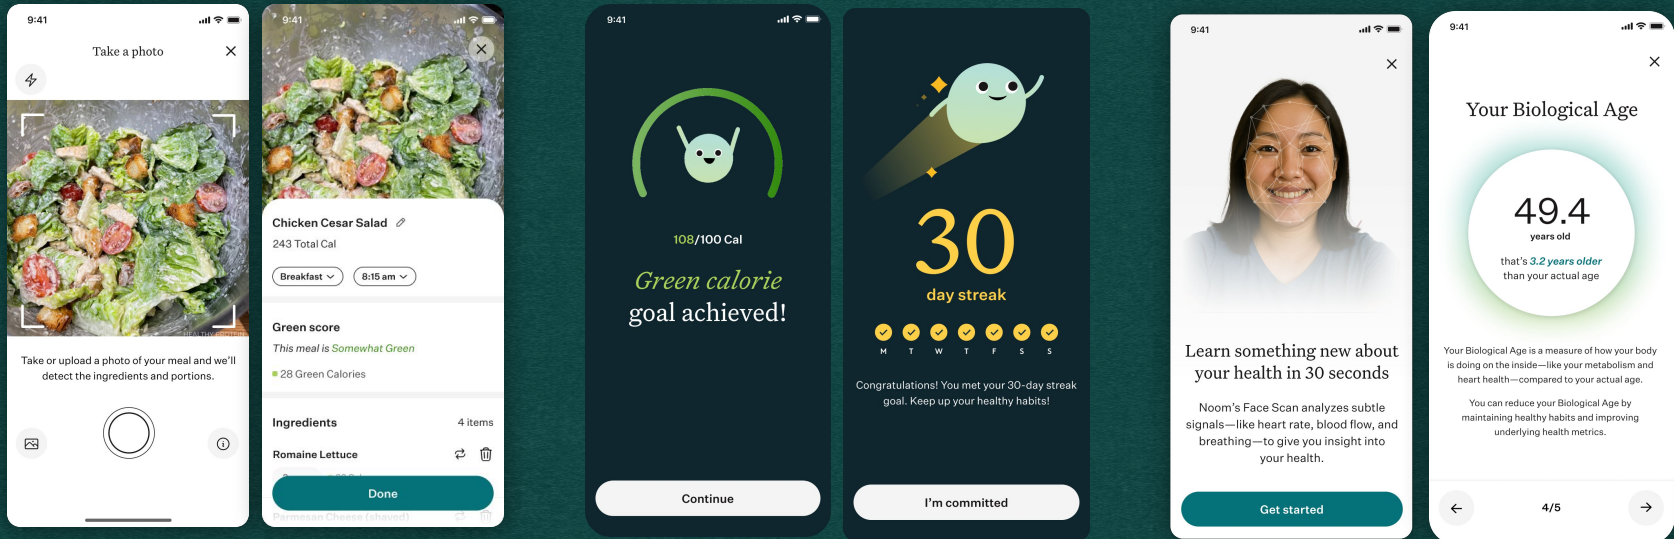 9:41
Take a photo
HEALTHY PROTEIN
Take or upload a photo of your meal and we'll
detect the ingredients and portions.
9:41
Chicken Cesar Salad
243 Total Cal
Breakfast
8:15 am
Green score
This meal is Somewhat Green
28 Green Calories
Ingredients
4 items
Romaine Lettuce
Done
Parmesan Cheese (shaved)
9:41
108/100 Cal
Green calorie
goal achieved!
Continue
30
day streak
M T W T F S S
Congratulations! You met your 30-day streak
goal. Keep up your healthy habits!
I'm committed
9:41
Learn something new about
your health in 30 seconds
Noom's Face Scan analyzes subtle
signals—like heart rate, blood flow, and
breathing—to give you insight into
your health.
Get started
9:41
Your Biological Age
49.4
years old
that's 3.2 years older
than your actual age
Your Biological Age is a measure of how your body
is doing on the inside—like your metabolism and
heart health—compared to your actual age.
You can reduce your Biological Age by
maintaining healthy habits and improving
underlying health metrics.
4/5